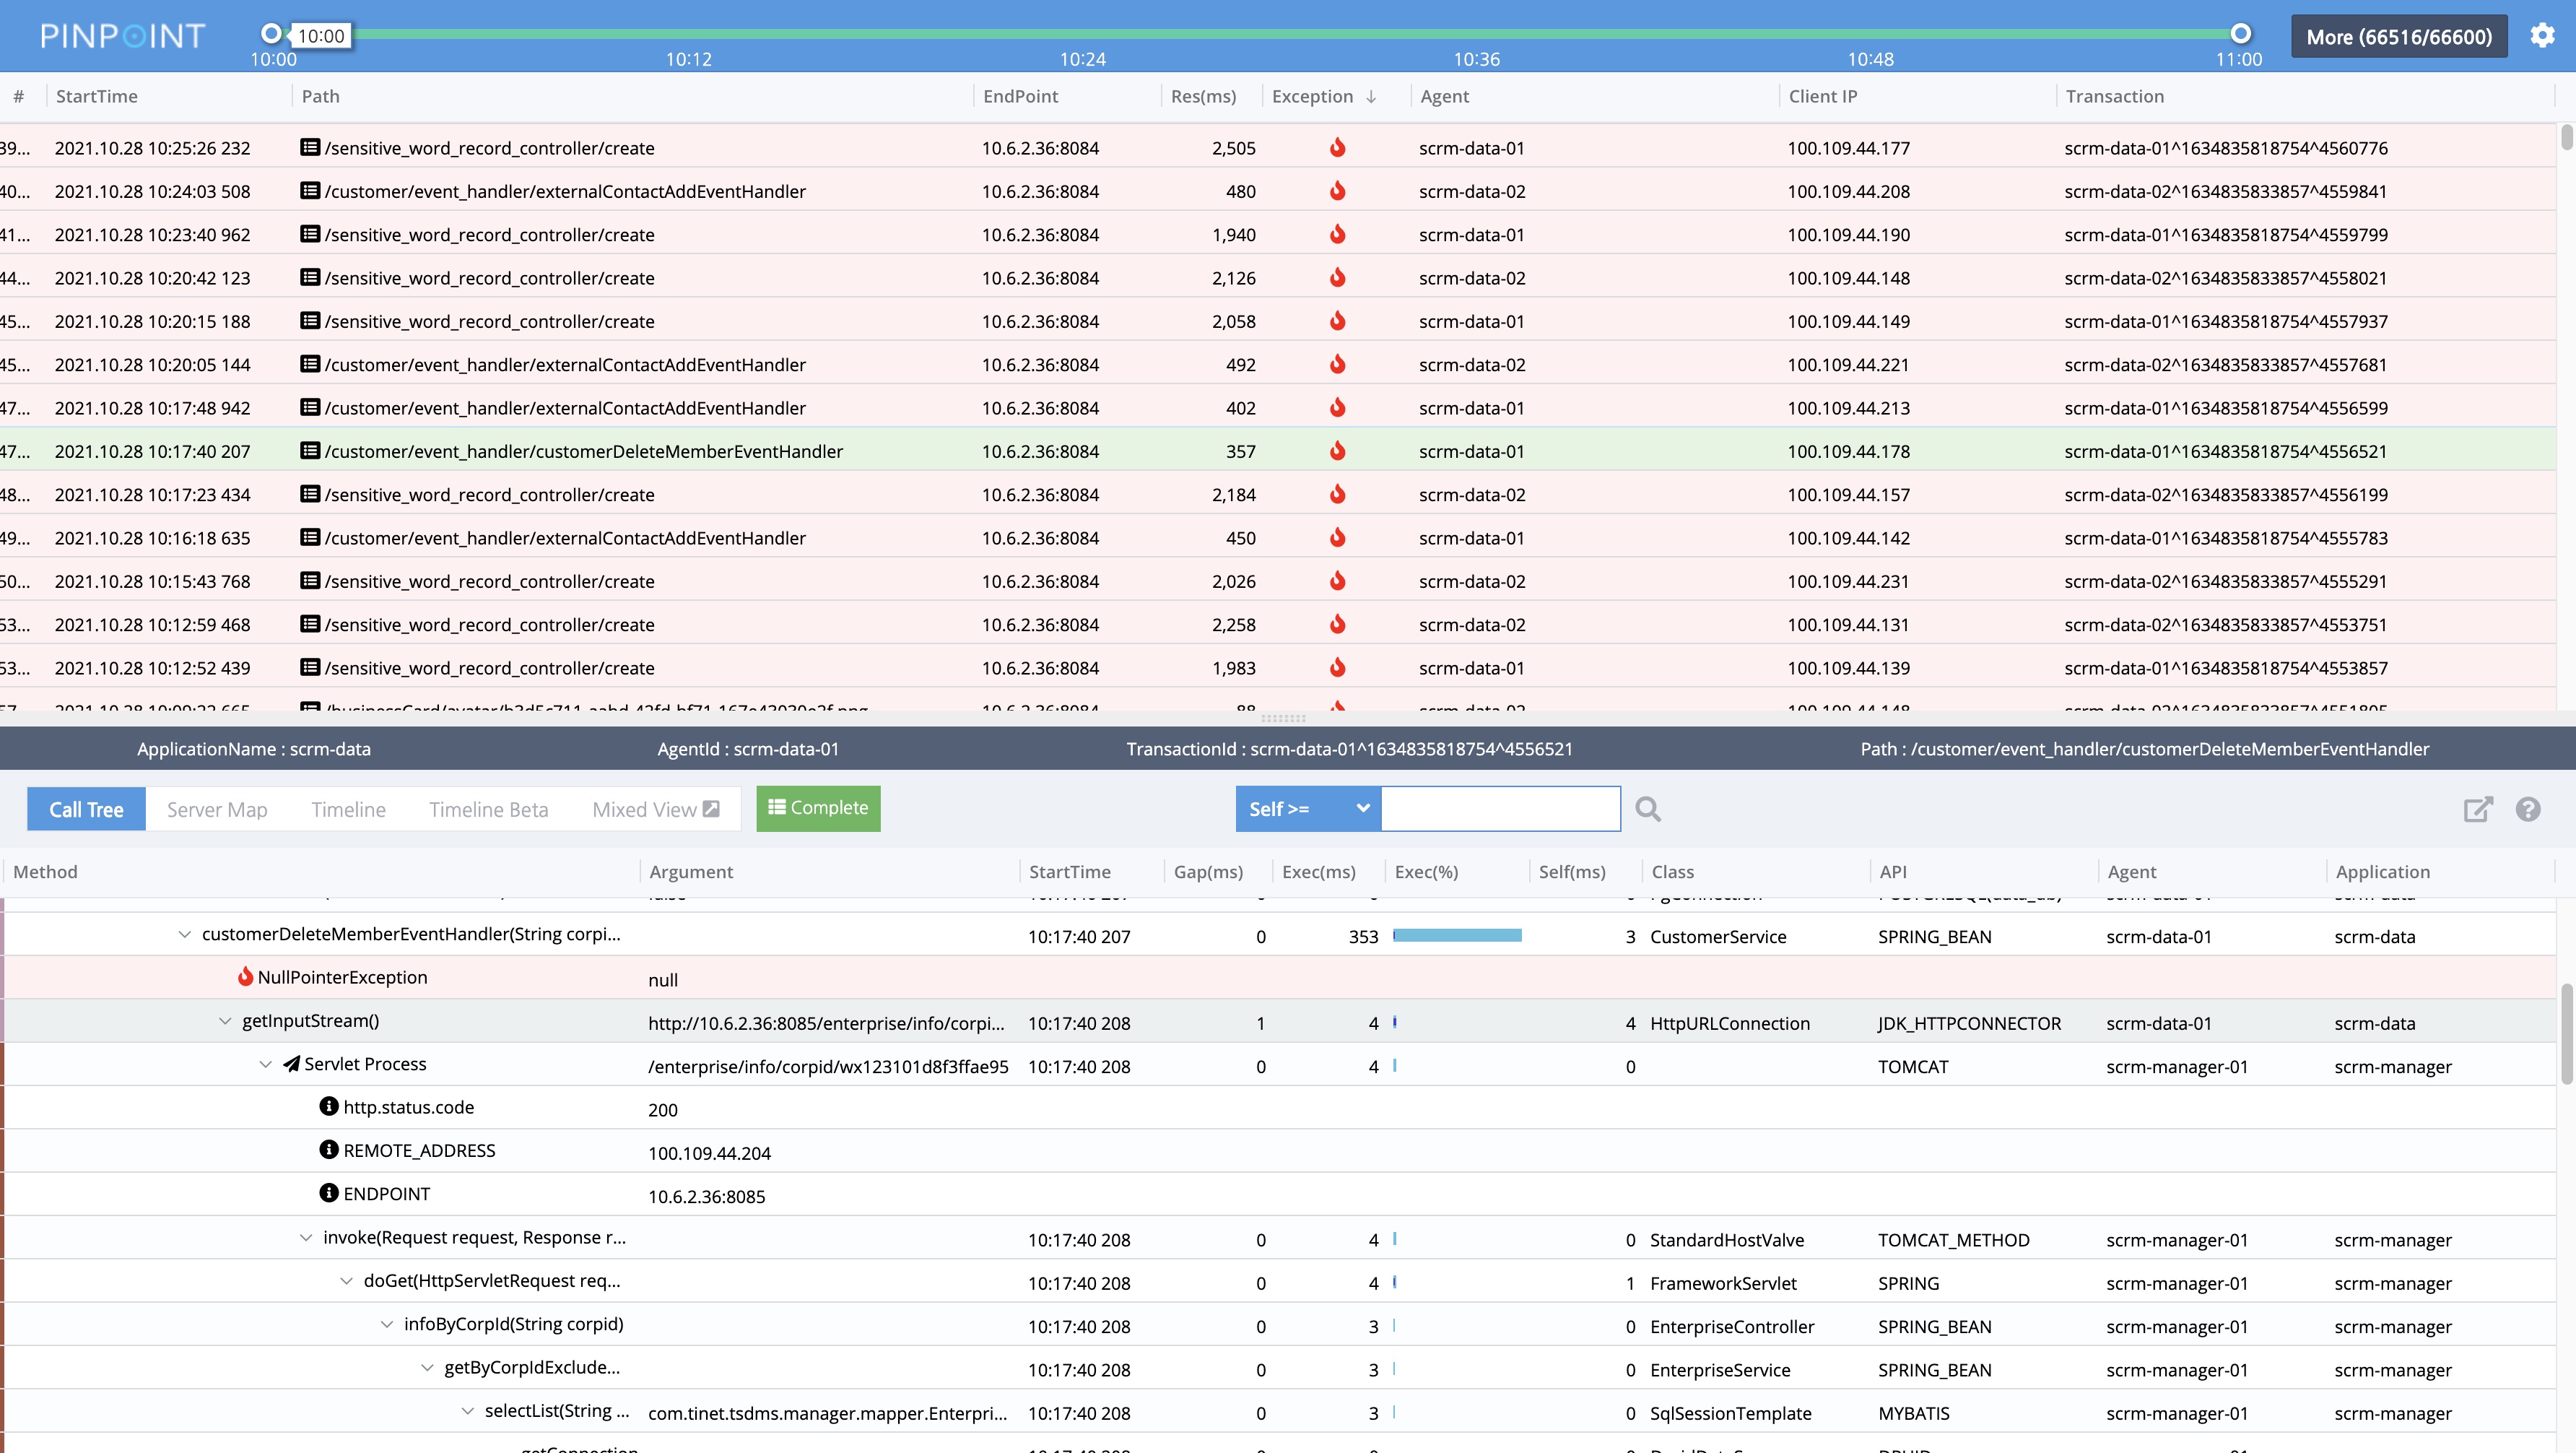 PINPOINT
10:00
10:00 10:12 10:24 10:36 10:48 11:00
More (66516/66600)
# StartTime Path EndPoint Res(ms) Exception Agent Client IP Transaction
39... 2021.10.28 10:25:26 232 /sensitive_word_record_controller/create 10.6.2.36:8084 2,505 scrm-data-01 100.109.44.177 scrm-data-01^1634835818754^4560776
40... 2021.10.28 10:24:03 508 /customer/event_handler/externalContactAddEventHandler 10.6.2.36:8084 480 scrm-data-02 100.109.44.208 scrm-data-02^1634835833857^4559841
41... 2021.10.28 10:23:40 962 /sensitive_word_record_controller/create 10.6.2.36:8084 1,940 scrm-data-01 100.109.44.190 scrm-data-01^1634835818754^4559799
44... 2021.10.28 10:20:42 123 /sensitive_word_record_controller/create 10.6.2.36:8084 2,126 scrm-data-02 100.109.44.148 scrm-data-02^1634835833857^4558021
45... 2021.10.28 10:20:15 188 /sensitive_word_record_controller/create 10.6.2.36:8084 2,058 scrm-data-01 100.109.44.149 scrm-data-01^1634835818754^4557937
45... 2021.10.28 10:20:05 144 /customer/event_handler/externalContactAddEventHandler 10.6.2.36:8084 492 scrm-data-02 100.109.44.221 scrm-data-02^1634835833857^4557681
47... 2021.10.28 10:17:48 942 /customer/event_handler/externalContactAddEventHandler 10.6.2.36:8084 402 scrm-data-01 100.109.44.213 scrm-data-01^1634835818754^4556599
47... 2021.10.28 10:17:40 207 /customer/event_handler/customerDeleteMemberEventHandler 10.6.2.36:8084 357 scrm-data-01 100.109.44.178 scrm-data-01^1634835818754^4556521
48... 2021.10.28 10:17:23 434 /sensitive_word_record_controller/create 10.6.2.36:8084 2,184 scrm-data-02 100.109.44.157 scrm-data-02^1634835833857^4556199
49... 2021.10.28 10:16:18 635 /customer/event_handler/externalContactAddEventHandler 10.6.2.36:8084 450 scrm-data-01 100.109.44.142 scrm-data-01^1634835818754^4555783
50... 2021.10.28 10:15:43 768 /sensitive_word_record_controller/create 10.6.2.36:8084 2,026 scrm-data-02 100.109.44.231 scrm-data-02^1634835833857^4555291
53... 2021.10.28 10:12:59 468 /sensitive_word_record_controller/create 10.6.2.36:8084 2,258 scrm-data-02 100.109.44.131 scrm-data-02^1634835833857^4553751
53... 2021.10.28 10:12:52 439 /sensitive_word_record_controller/create 10.6.2.36:8084 1,983 scrm-data-01 100.109.44.139 scrm-data-01^1634835818754^4553857
ApplicationName : scrm-data AgentId : scrm-data-01 TransactionId : scrm-data-01^1634835818754^4556521 Path : /customer/event_handler/customerDeleteMemberEventHandler
Call Tree Server Map Timeline Timeline Beta Mixed View Complete Self >=
Method Argument StartTime Gap(ms) Exec(ms) Exec(%) Self(ms) Class API Agent Application
customerDeleteMemberEventHandler(String corpi... 10:17:40 207 0 353 3 CustomerService SPRING_BEAN scrm-data-01 scrm-data
NullPointerException null
getInputStream() http://10.6.2.36:8085/enterprise/info/corpi... 10:17:40 208 1 4 4 HttpURLConnection JDK_HTTPCONNECTOR scrm-data-01 scrm-data
Servlet Process /enterprise/info/corpid/wx123101d8f3ffae95 10:17:40 208 0 4 0 TOMCAT scrm-manager-01 scrm-manager
http.status.code 200
REMOTE_ADDRESS 100.109.44.204
ENDPOINT 10.6.2.36:8085
invoke(Request request, Response r... 10:17:40 208 0 4 0 StandardHostValve TOMCAT_METHOD scrm-manager-01 scrm-manager
doGet(HttpServletRequest req... 10:17:40 208 0 4 1 FrameworkServlet SPRING scrm-manager-01 scrm-manager
infoByCorpId(String corpid) 10:17:40 208 0 3 0 EnterpriseController SPRING_BEAN scrm-manager-01 scrm-manager
getByCorpIdExclude... 10:17:40 208 0 3 0 EnterpriseService SPRING_BEAN scrm-manager-01 scrm-manager
selectList(String ... com.tinet.tsdms.manager.mapper.Enterpri... 10:17:40 208 0 3 0 SqlSessionTemplate MYBATIS scrm-manager-01 scrm-manager